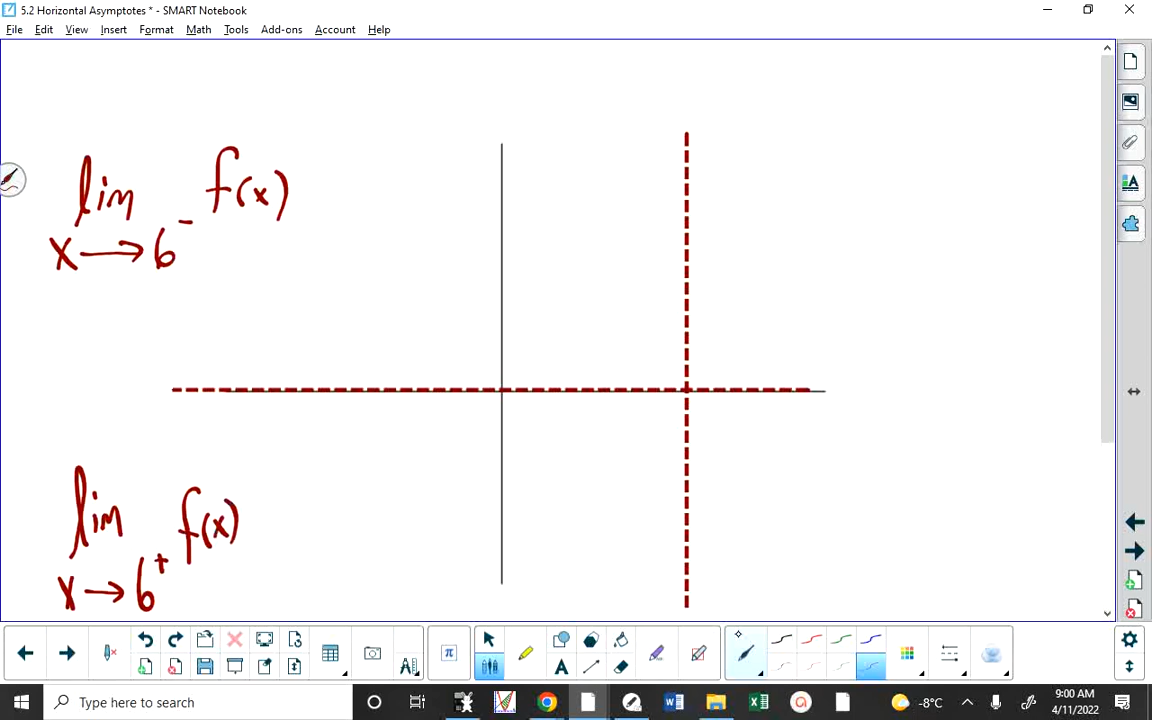 5.2 Horizontal Asymptotes * - SMART Notebook
File Edit View Insert Format Math Tools Add-ons Account Help
lim f(x)
x → 6⁻
lim f(x)
x → 6⁺
π
A
Type here to search
-8°C
9:00 AM
4/11/2022